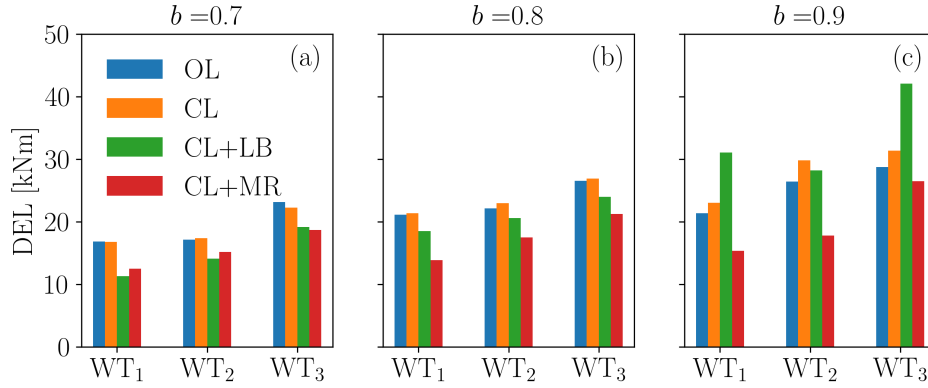 b =0.7 b =0.8 b =0.9
50
40
30
20
10
0
DEL [kNm]
(a) (b) (c)
OL
CL
CL+LB
CL+MR
WT₁ WT₂ WT₃ WT₁ WT₂ WT₃ WT₁ WT₂ WT₃